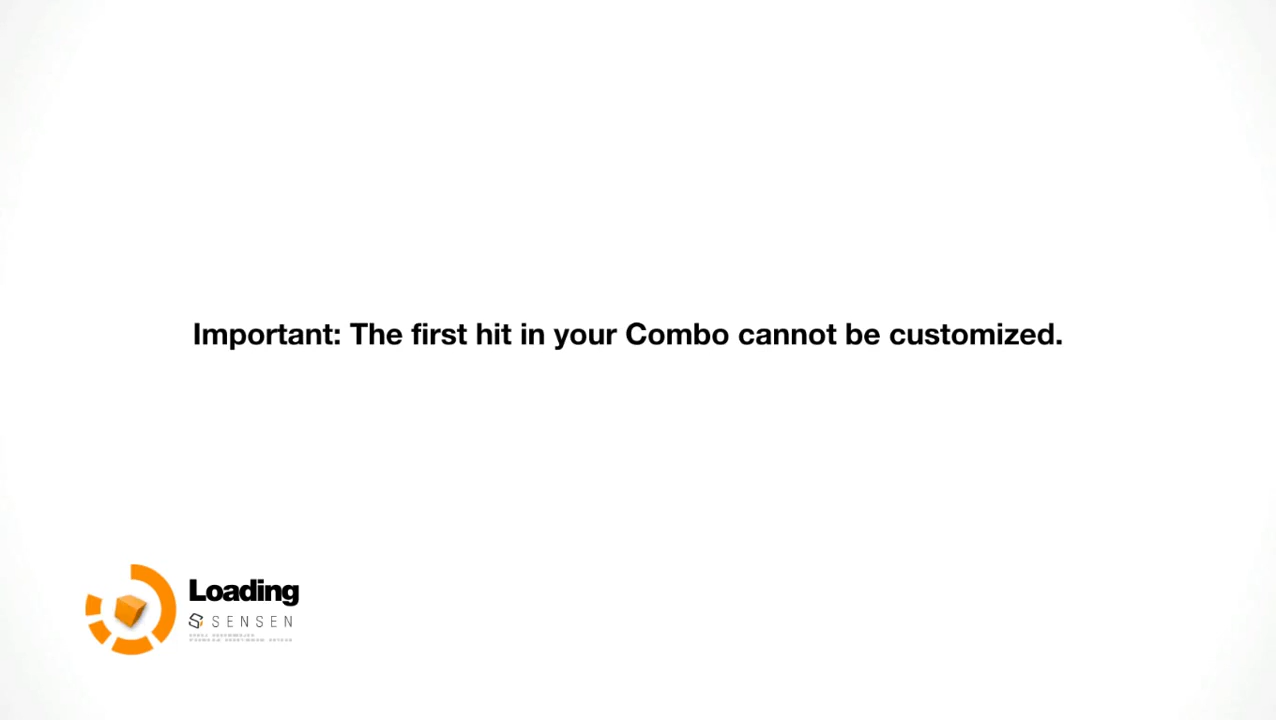 Important: The first hit in your Combo cannot be customized.
Loading
SENSEN